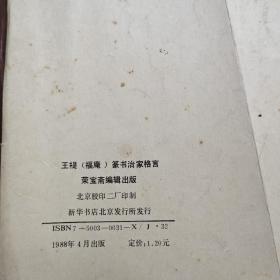 王禔（福庵）篆书治家格言
荣宝斋编辑出版
北京胶印二厂印制
新华书店北京发行所发行
ISBN7-5003-0031-X/J·32
1988年4月出版 定价：1.20元